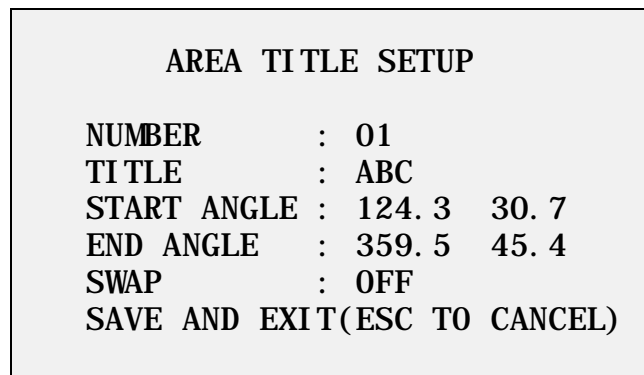 AREA TITLE SETUP
NUMBER : 01
TITLE : ABC
START ANGLE : 124.3 30.7
END ANGLE : 359.5 45.4
SWAP : OFF
SAVE AND EXIT(ESC TO CANCEL)